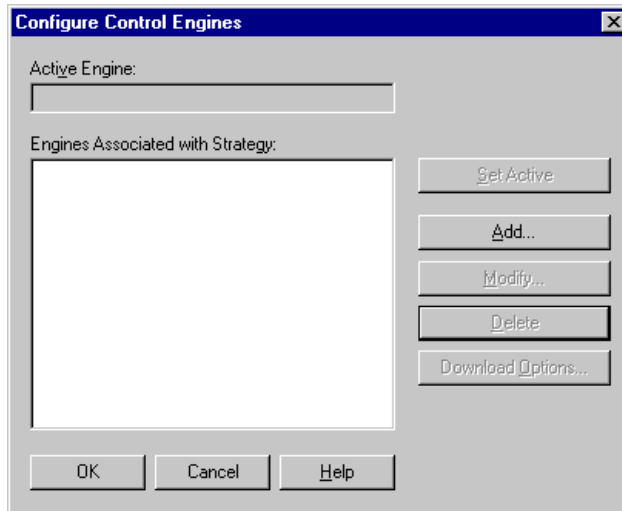 Configure Control Engines
Active Engine:
Engines Associated with Strategy:
Set Active
Add...
Modify...
Delete
Download Options...
OK
Cancel
Help